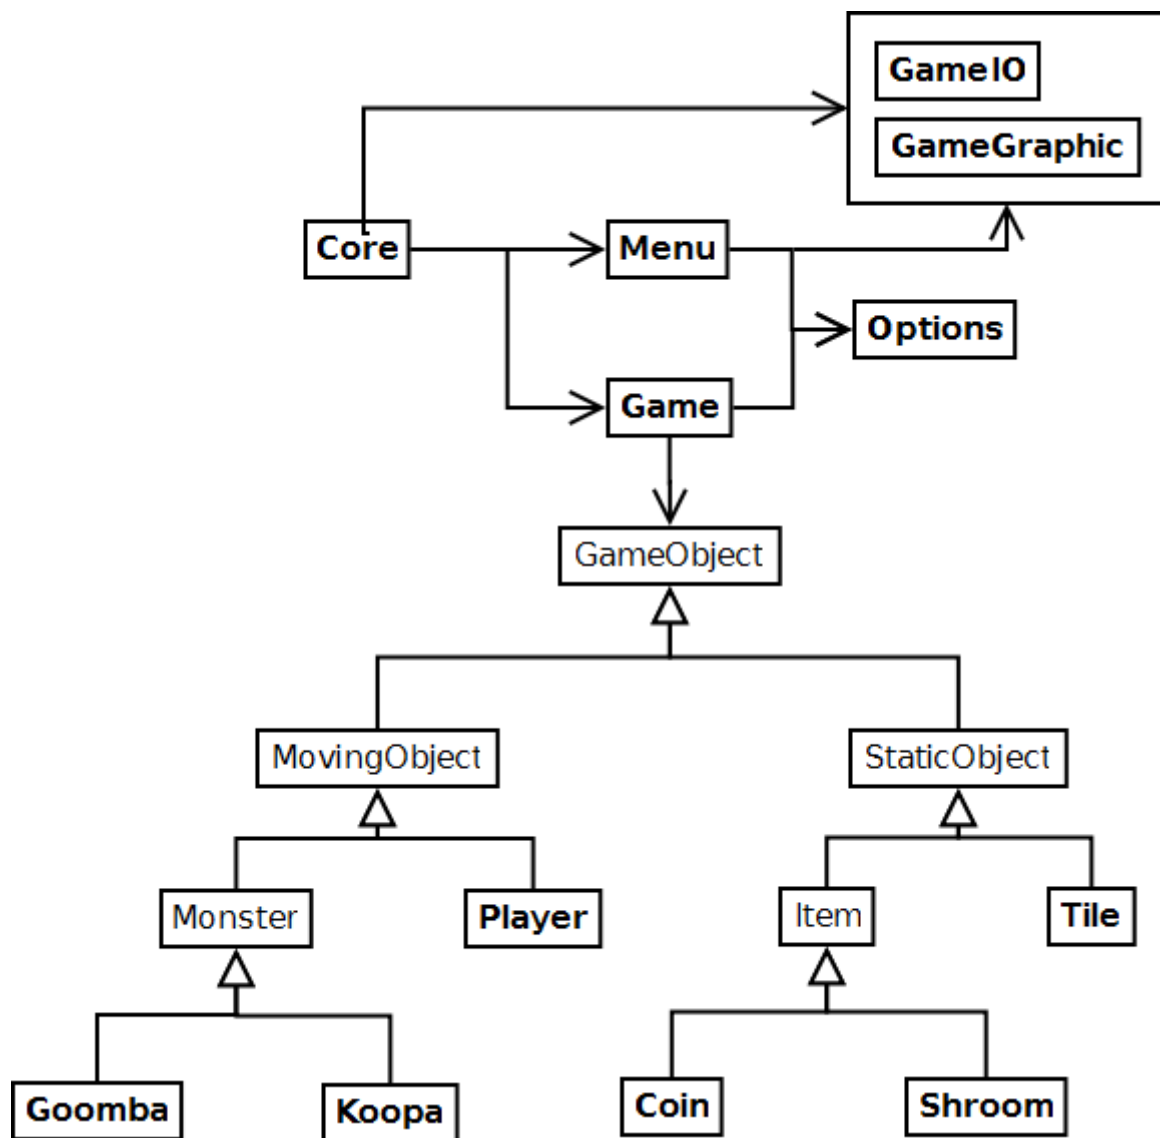 GameIO
GameGraphic
Core
Menu
Options
Game
GameObject
MovingObject
StaticObject
Monster
Player
Item
Tile
Goomba
Koopa
Coin
Shroom